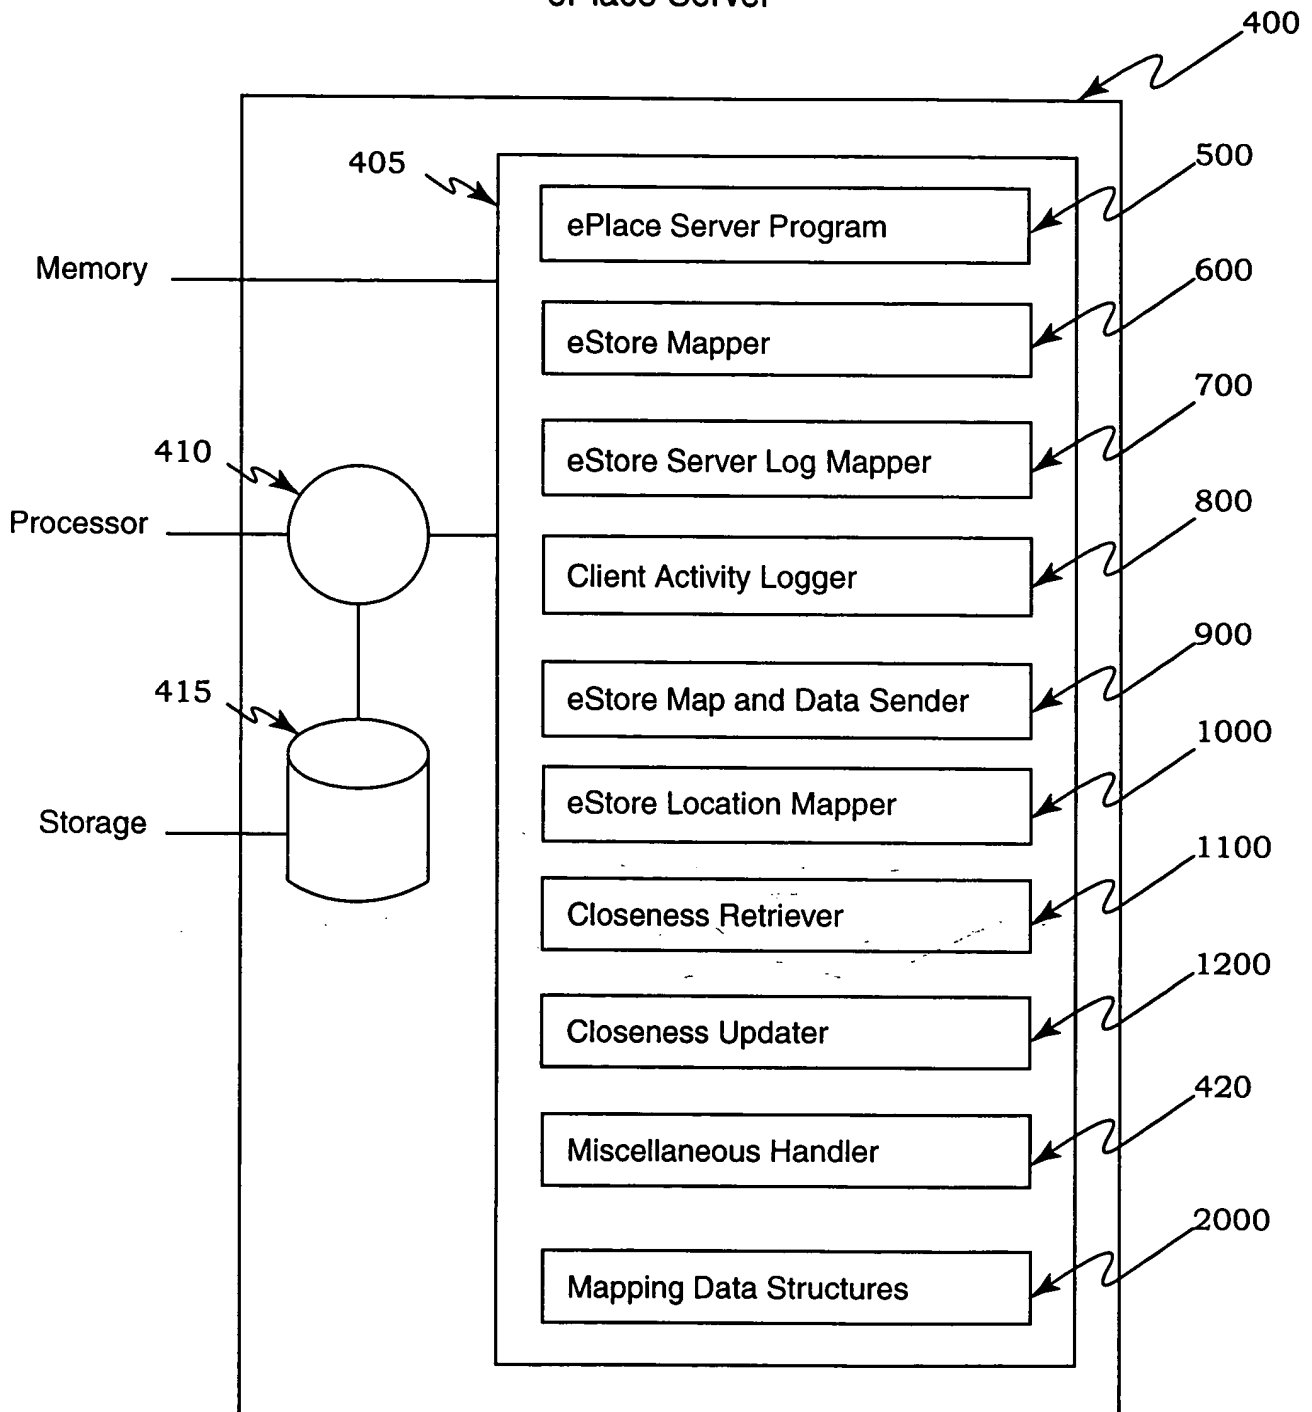 ePlace Server
400
405
500
ePlace Server Program
Memory
600
eStore Mapper
700
410
eStore Server Log Mapper
Processor
800
Client Activity Logger
900
415
eStore Map and Data Sender
1000
Storage
eStore Location Mapper
1100
Closeness Retriever
1200
Closeness Updater
420
Miscellaneous Handler
2000
Mapping Data Structures